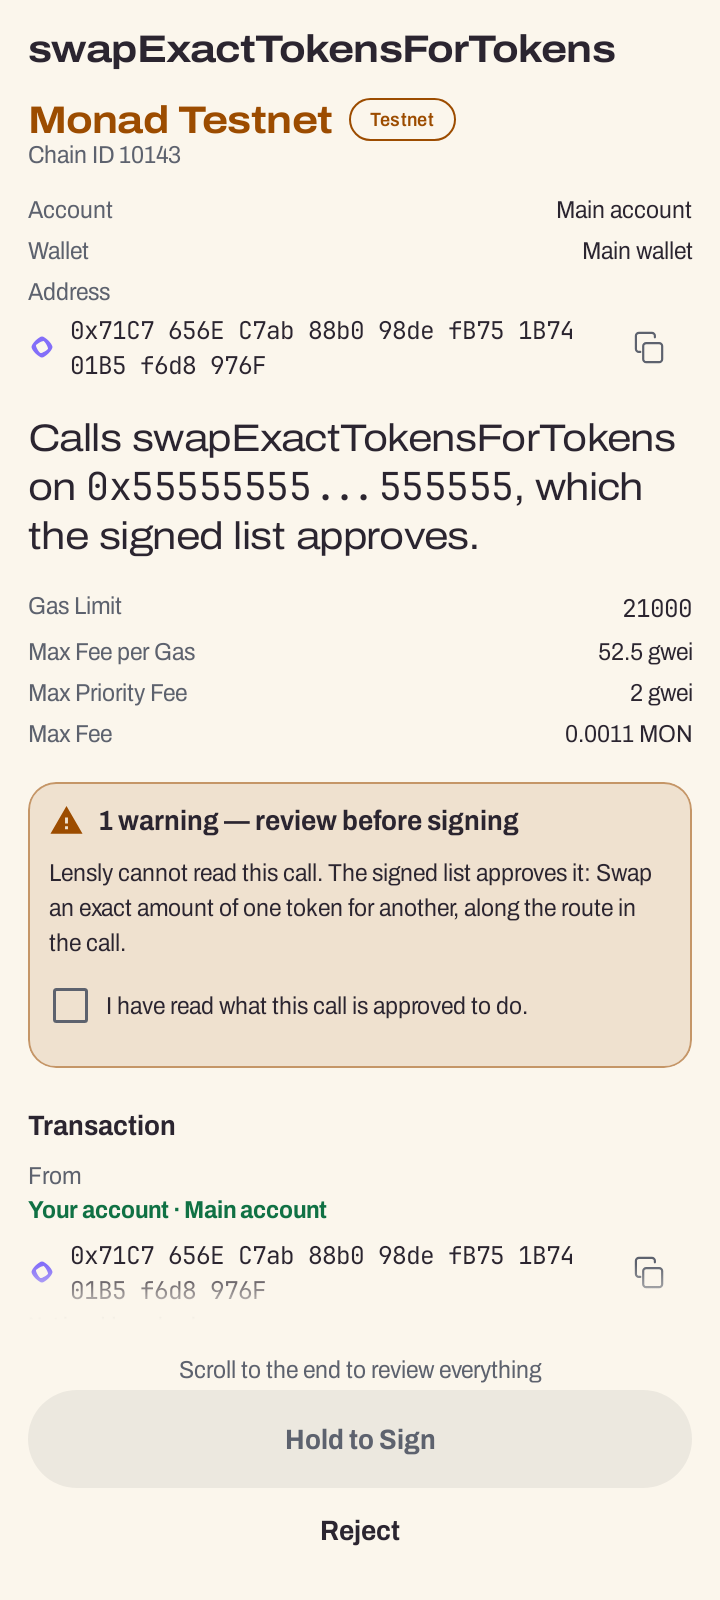 swapExactTokensForTokens
Monad Testnet Testnet
Chain ID 10143
Account Main account
Wallet Main wallet
Address
0x71C7 656E C7ab 88b0 98de fB75 1B74
01B5 f6d8 976F
Calls swapExactTokensForTokens
on 0x55555555...555555, which
the signed list approves.
Gas Limit 21000
Max Fee per Gas 52.5 gwei
Max Priority Fee 2 gwei
Max Fee 0.0011 MON
1 warning — review before signing
Lensly cannot read this call. The signed list approves it: Swap
an exact amount of one token for another, along the route in
the call.
I have read what this call is approved to do.
Transaction
From
Your account · Main account
0x71C7 656E C7ab 88b0 98de fB75 1B74
01B5 f6d8 976F
Scroll to the end to review everything
Hold to Sign
Reject